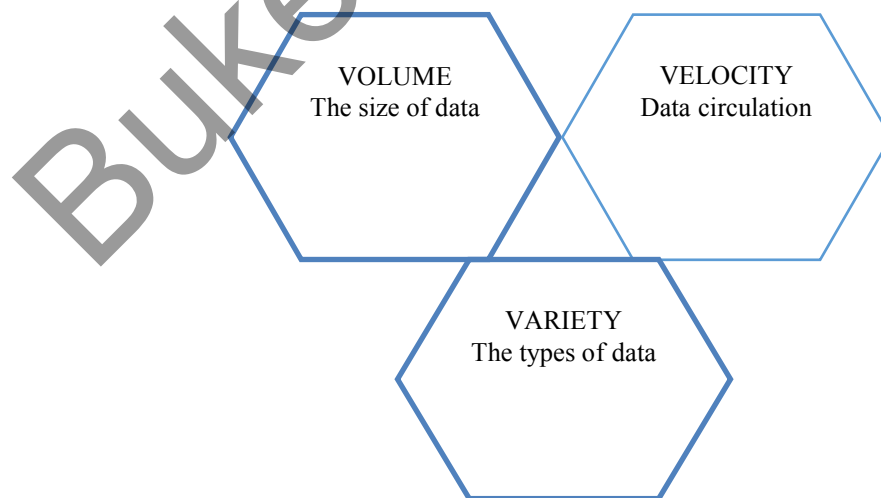 Buke
VOLUME
The size of data
VELOCITY
Data circulation
VARIETY
The types of data